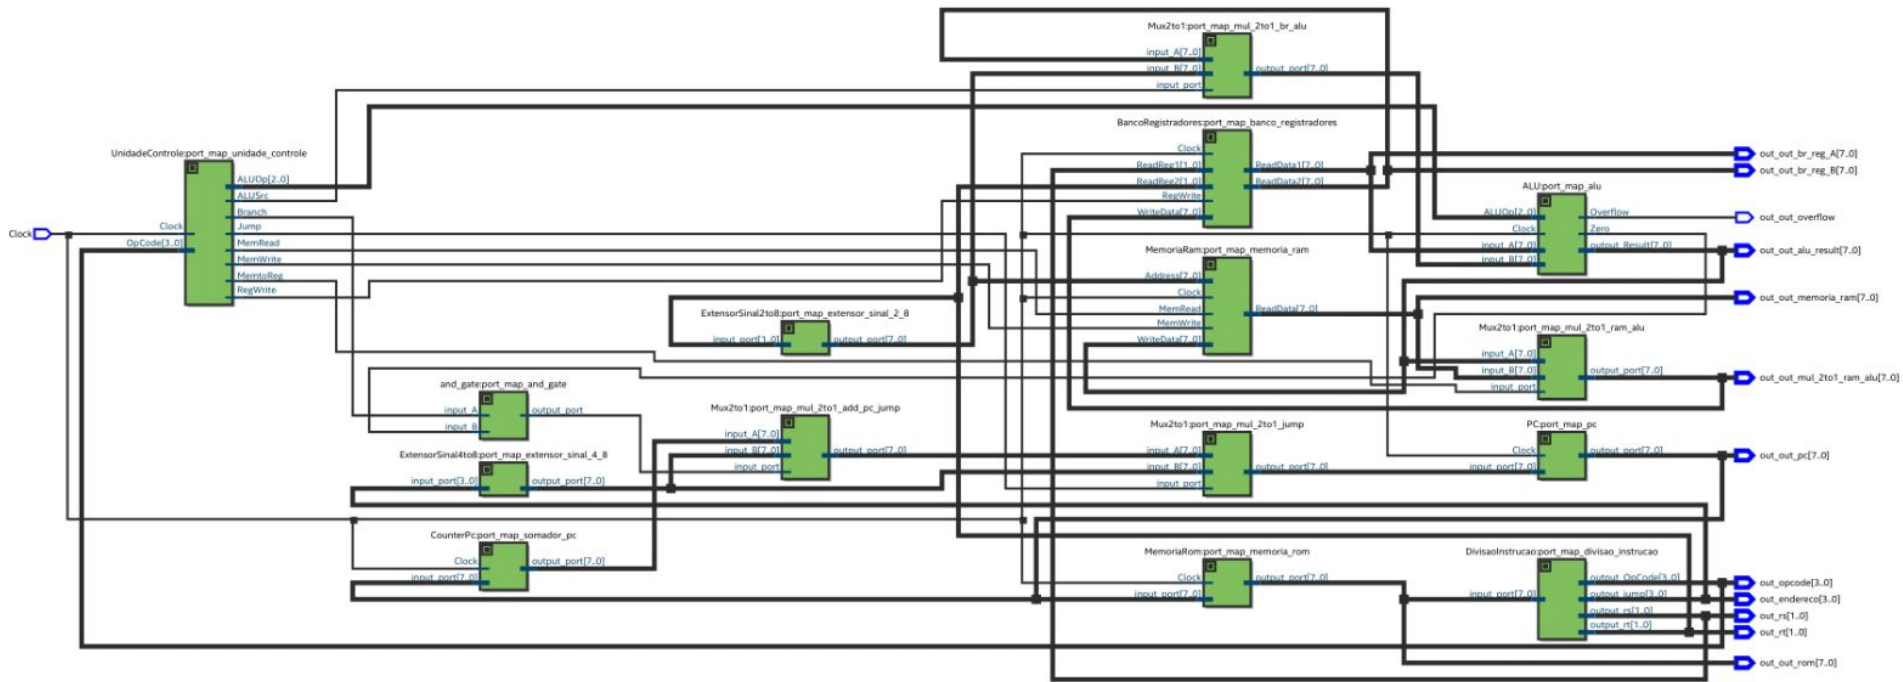 Clock
UnidadeControle:port_map_unidade_controle
Clock
OpCode[3..0]
ALUOp[2..0]
ALUSrc
Branch
Jump
MemRead
MemWrite
MemtoReg
RegWrite
ExtensorSinal2to8:port_map_extensor_sinal_2_8
input_port[1..0]
output_port[7..0]
and_gate:port_map_and_gate
input_A
input_B
output_port
ExtensorSinal4to8:port_map_extensor_sinal_4_8
input_port[3..0]
output_port[7..0]
CounterPc:port_map_somador_pc
Clock
input_port[7..0]
output_port[7..0]
Mux2to1:port_map_mul_2to1_add_pc_jump
input_A[7..0]
input_B[7..0]
input_port
output_port[7..0]
Mux2to1:port_map_mul_2to1_br_alu
input_A[7..0]
input_B[7..0]
input_port
output_port[7..0]
BancoRegistradores:port_map_banco_registradores
Clock
ReadReg1[1..0]
ReadReg2[1..0]
RegWrite
WriteData[7..0]
ReadData1[7..0]
ReadData2[7..0]
MemoriaRam:port_map_memoria_ram
Address[7..0]
Clock
MemRead
MemWrite
WriteData[7..0]
ReadData[7..0]
Mux2to1:port_map_mul_2to1_jump
input_A[7..0]
input_B[7..0]
input_port
output_port[7..0]
MemoriaRom:port_map_memoria_rom
Clock
input_port[7..0]
output_port[7..0]
ALU:port_map_alu
ALUOp[2..0]
Clock
input_A[7..0]
input_B[7..0]
Overflow
Zero
output_Result[7..0]
Mux2to1:port_map_mul_2to1_ram_alu
input_A[7..0]
input_B[7..0]
input_port
output_port[7..0]
PC:port_map_pc
Clock
input_port[7..0]
output_port[7..0]
DivisaoInstrucao:port_map_divisao_instrucao
input_port[7..0]
output_OpCode[3..0]
output_jump[3..0]
output_rs[1..0]
output_rt[1..0]
out_out_br_reg_A[7..0]
out_out_br_reg_B[7..0]
out_out_overflow
out_out_alu_result[7..0]
out_out_memoria_ram[7..0]
out_out_mul_2to1_ram_alu[7..0]
out_out_pc[7..0]
out_opcode[3..0]
out_endereco[3..0]
out_rs[1..0]
out_rt[1..0]
out_out_rom[7..0]